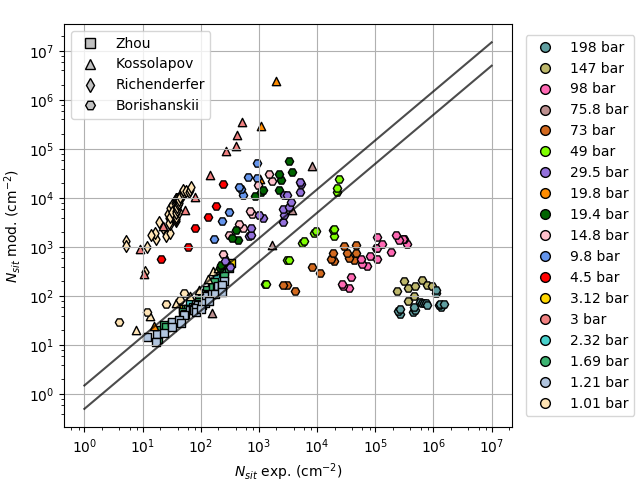 Zhou
Kossolapov
Richenderfer
Borishanskii
198 bar
147 bar
98 bar
75.8 bar
73 bar
49 bar
29.5 bar
19.8 bar
19.4 bar
14.8 bar
9.8 bar
4.5 bar
3.12 bar
3 bar
2.32 bar
1.69 bar
1.21 bar
1.01 bar
N_sit mod. (cm⁻²)
10⁷
10⁶
10⁵
10⁴
10³
10²
10¹
10⁰
10⁰ 10¹ 10² 10³ 10⁴ 10⁵ 10⁶ 10⁷
N_sit exp. (cm⁻²)